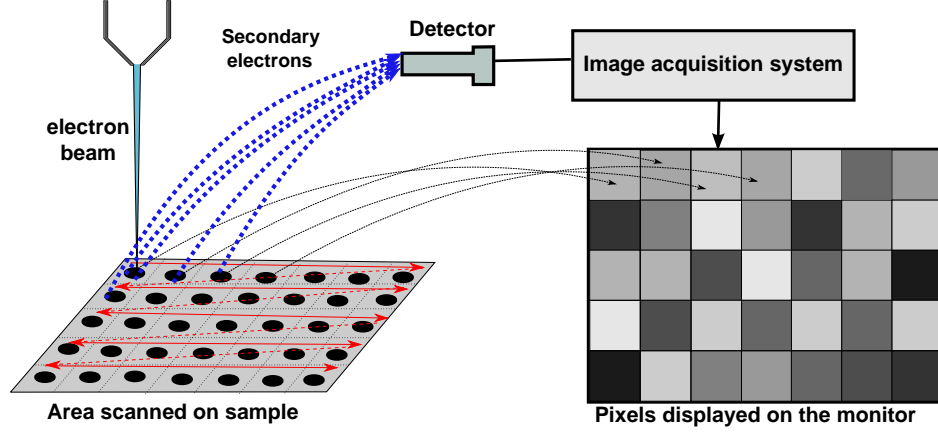 Detector
Secondary
electrons
Image acquisition system
electron
beam
Area scanned on sample
Pixels displayed on the monitor